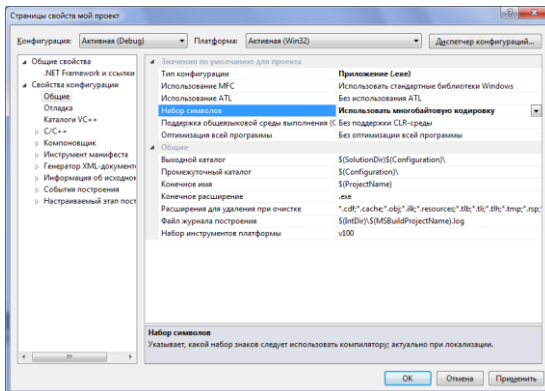 Страницы свойств мой проект
Конфигурация: Активная (Debug) Платформа: Активная (Win32) Диспетчер конфигураций...
Общие свойства
.NET Framework и ссылки
Свойства конфигурации
Общие
Отладка
Каталоги VC++
C/C++
Компоновщик
Инструмент манифеста
Генератор XML-документ
Информация об исходно
События построения
Настраиваемый этап пост
Значения по умолчанию для проекта
Тип конфигурации Приложение (.exe)
Использование MFC Использовать стандартные библиотеки Windows
Использование ATL Без использования ATL
Набор символов Использовать многобайтовую кодировку
Поддержка общеязыковой среды выполнения (C Без поддержки CLR-среды
Оптимизация всей программы Без оптимизации всей программы
Общие
Выходной каталог $(SolutionDir)$(Configuration)\
Промежуточный каталог $(Configuration)\
Конечное имя $(ProjectName)
Конечное расширение .exe
Расширения для удаления при очистке *.cdf;*.cache;*.obj;*.ilk;*.resources;*.tlb;*.tli;*.tlh;*.tmp;*.rsp;
Файл журнала построения $(IntDir)\$(MSBuildProjectName).log
Набор инструментов платформы v100
Набор символов
Указывает, какой набор знаков следует использовать компилятору; актуально при локализации.
ОК Отмена Применить